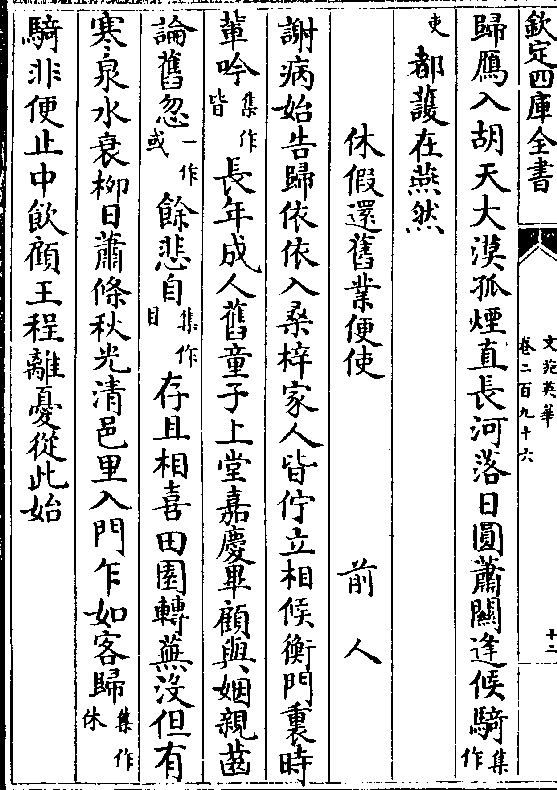 欽定四庫全書
文苑英華
卷二百九十六
十二
歸鴈入胡天大漠孤煙直長河落日圓蕭關逢候騎集作
吏都護在燕然
休假還舊業便使
前人
謝病始告歸依依入桑梓家人皆佇立相候衡門裏時
輩吟集作皆長年成人舊童子上堂嘉慶畢顧與姻親齒
論舊忽一作或餘悲自集作目存且相喜田園轉蕪沒但有
寒泉水衰柳日蕭條秋光清邑里入門乍如客歸集作休
騎非便止中飲顧王程離憂從此始